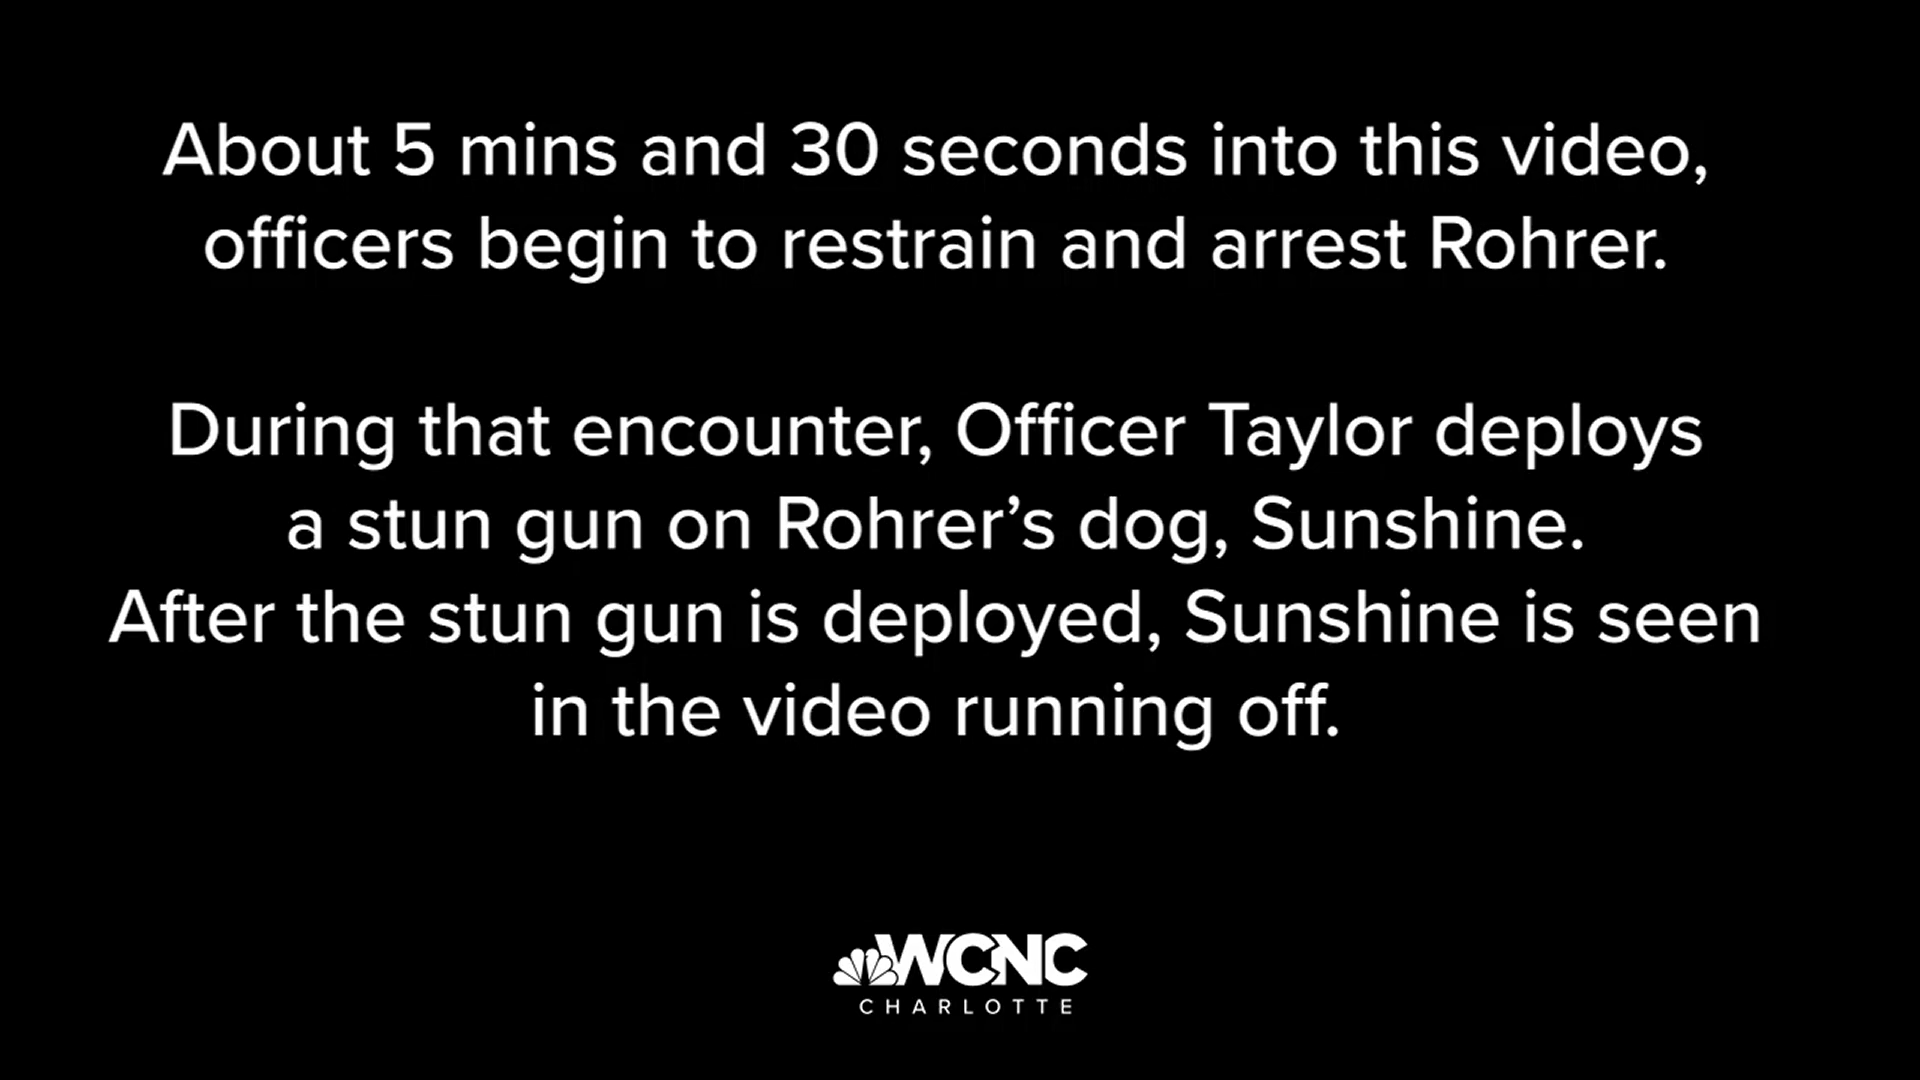 About 5 mins and 30 seconds into this video,
officers begin to restrain and arrest Rohrer.
During that encounter, Officer Taylor deploys
a stun gun on Rohrer’s dog, Sunshine.
After the stun gun is deployed, Sunshine is seen
in the video running off.
WCNC
CHARLOTTE